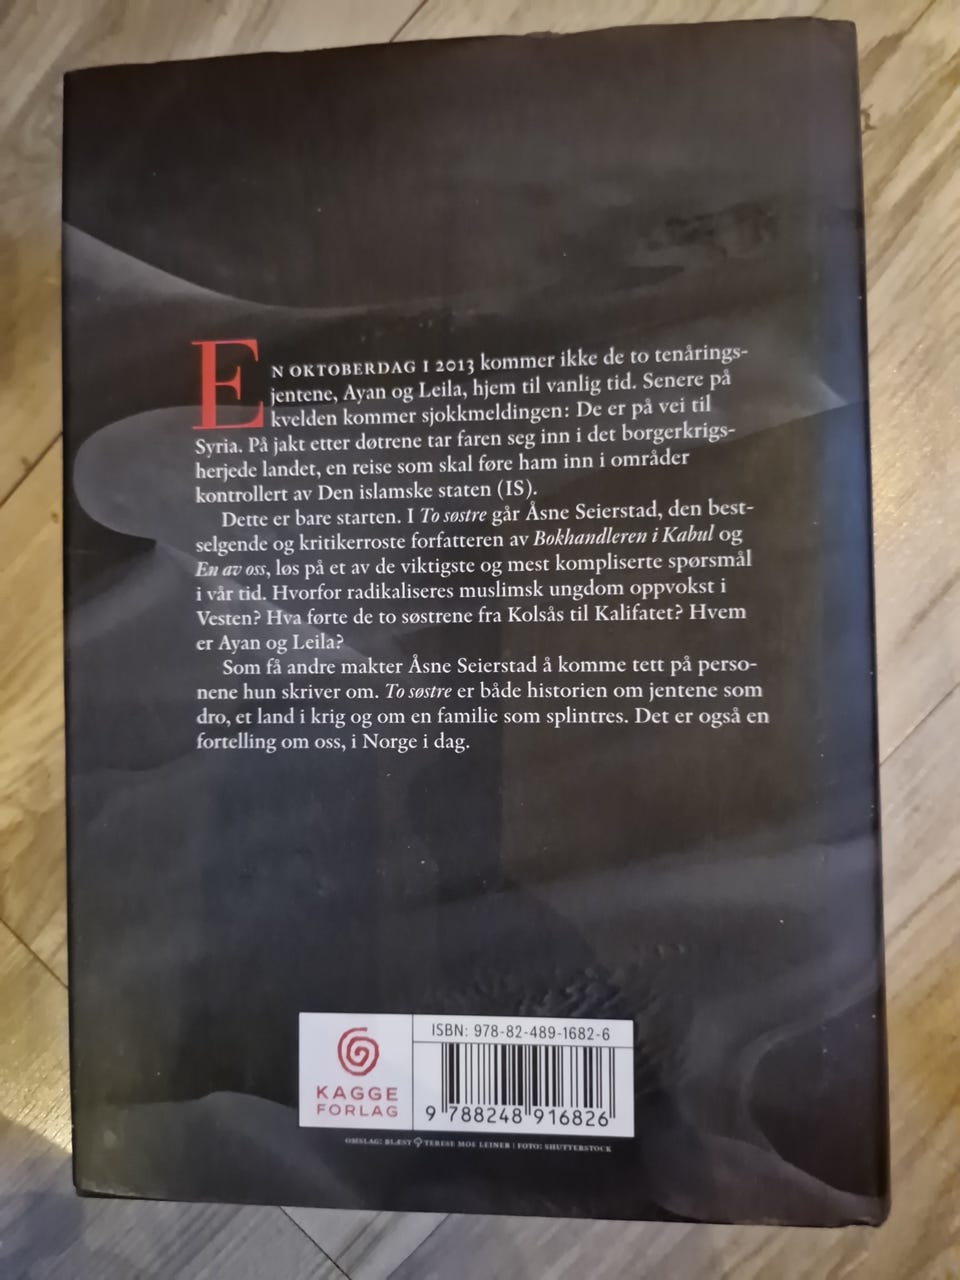 EN OKTOBERDAG I 2013 kommer ikke de to tenårings-
jentene, Ayan og Leila, hjem til vanlig tid. Senere på
kvelden kommer sjokkmeldingen: De er på vei til
Syria. På jakt etter døtrene tar faren seg inn i det borgerkrigs-
herjede landet, en reise som skal føre ham inn i områder
kontrollert av Den islamske staten (IS).
Dette er bare starten. I To søstre går Åsne Seierstad, den best-
selgende og kritikerroste forfatteren av Bokhandleren i Kabul og
En av oss, løs på et av de viktigste og mest kompliserte spørsmål
i vår tid. Hvorfor radikaliseres muslimsk ungdom oppvokst i
Vesten? Hva førte de to søstrene fra Kolsås til Kalifatet? Hvem
er Ayan og Leila?
Som få andre makter Åsne Seierstad å komme tett på perso-
nene hun skriver om. To søstre er både historien om jentene som
dro, et land i krig og om en familie som splintres. Det er også en
fortelling om oss, i Norge i dag.
ISBN: 978-82-489-1682-6
KAGGE
FORLAG
9 788248 916826
OMSLAG: BLÆST TERESE MOE LEINER | FOTO: SHUTTERSTOCK